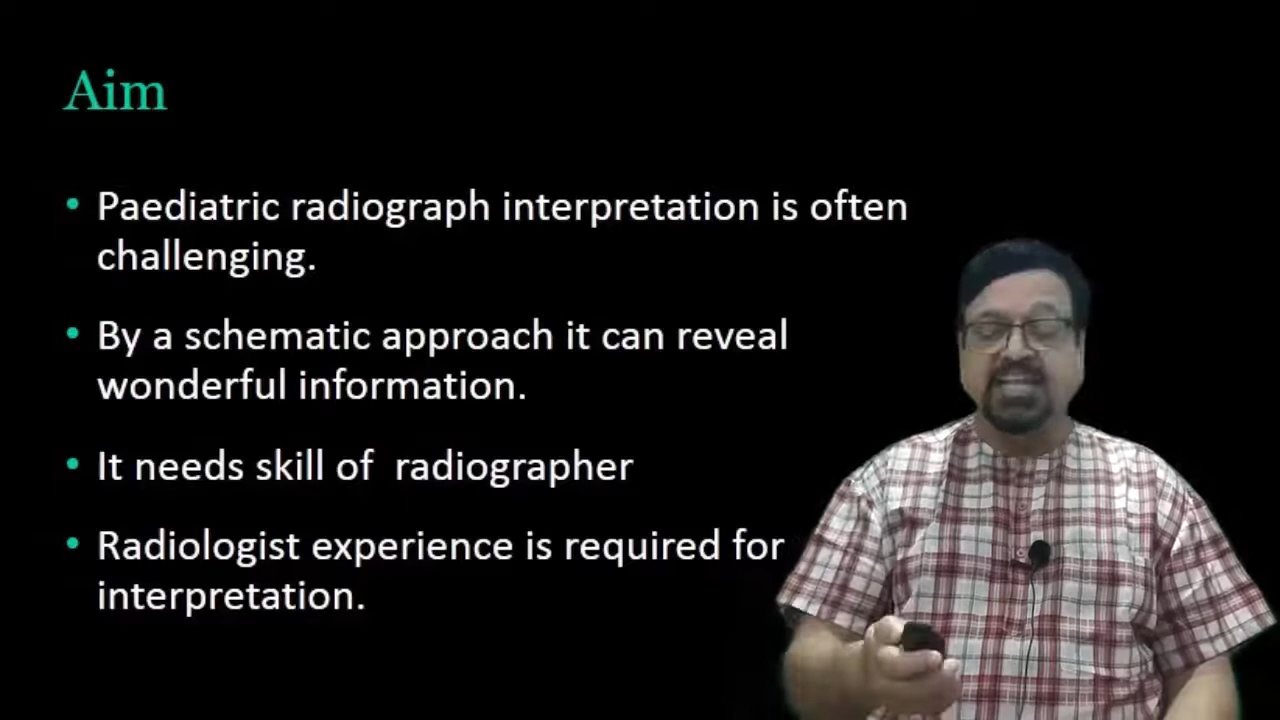 Aim
• Paediatric radiograph interpretation is often
challenging.
• By a schematic approach it can reveal
wonderful information.
• It needs skill of  radiographer
• Radiologist experience is required for
interpretation.